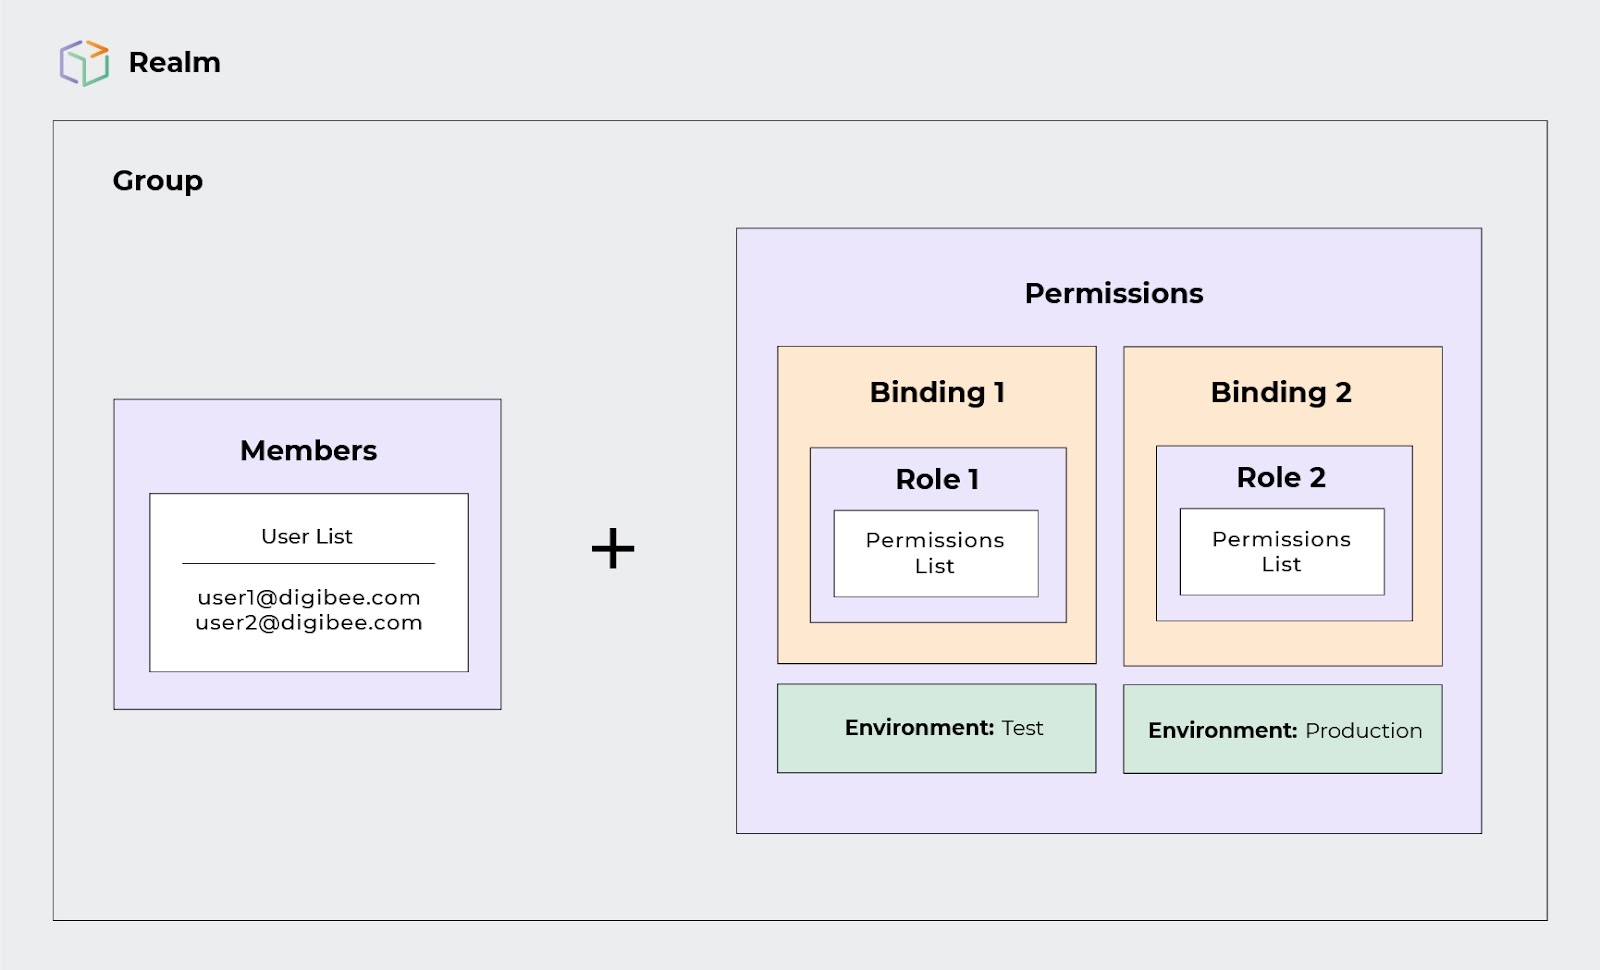 Realm
Group
Members
User List
user1@digibee.com
user2@digibee.com
+
Permissions
Binding 1
Role 1
Permissions
List
Environment: Test
Binding 2
Role 2
Permissions
List
Environment: Production